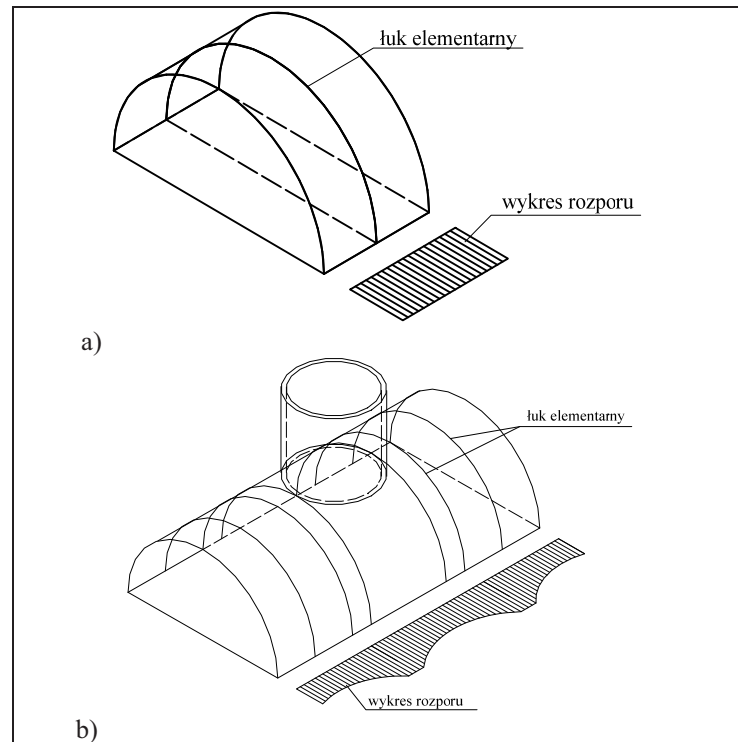 łuk elementarny
wykres rozporu
a)
łuk elementarny
wykres rozporu
b)